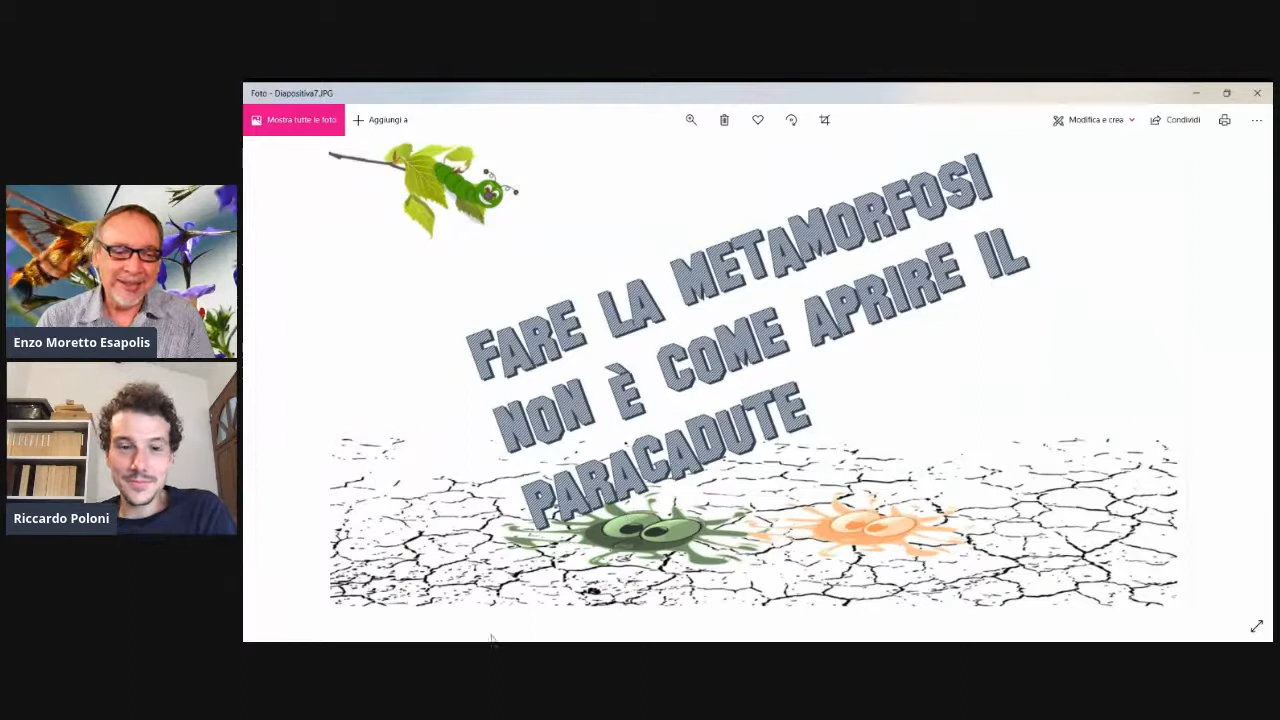 Foto - Diapositiva7.JPG
Mostra tutte le foto
Aggiungi a
Modifica e crea
Condividi
FARE LA METAMORFOSI
NON È COME APRIRE IL
PARACADUTE
Enzo Moretto Esapolis
Riccardo Poloni